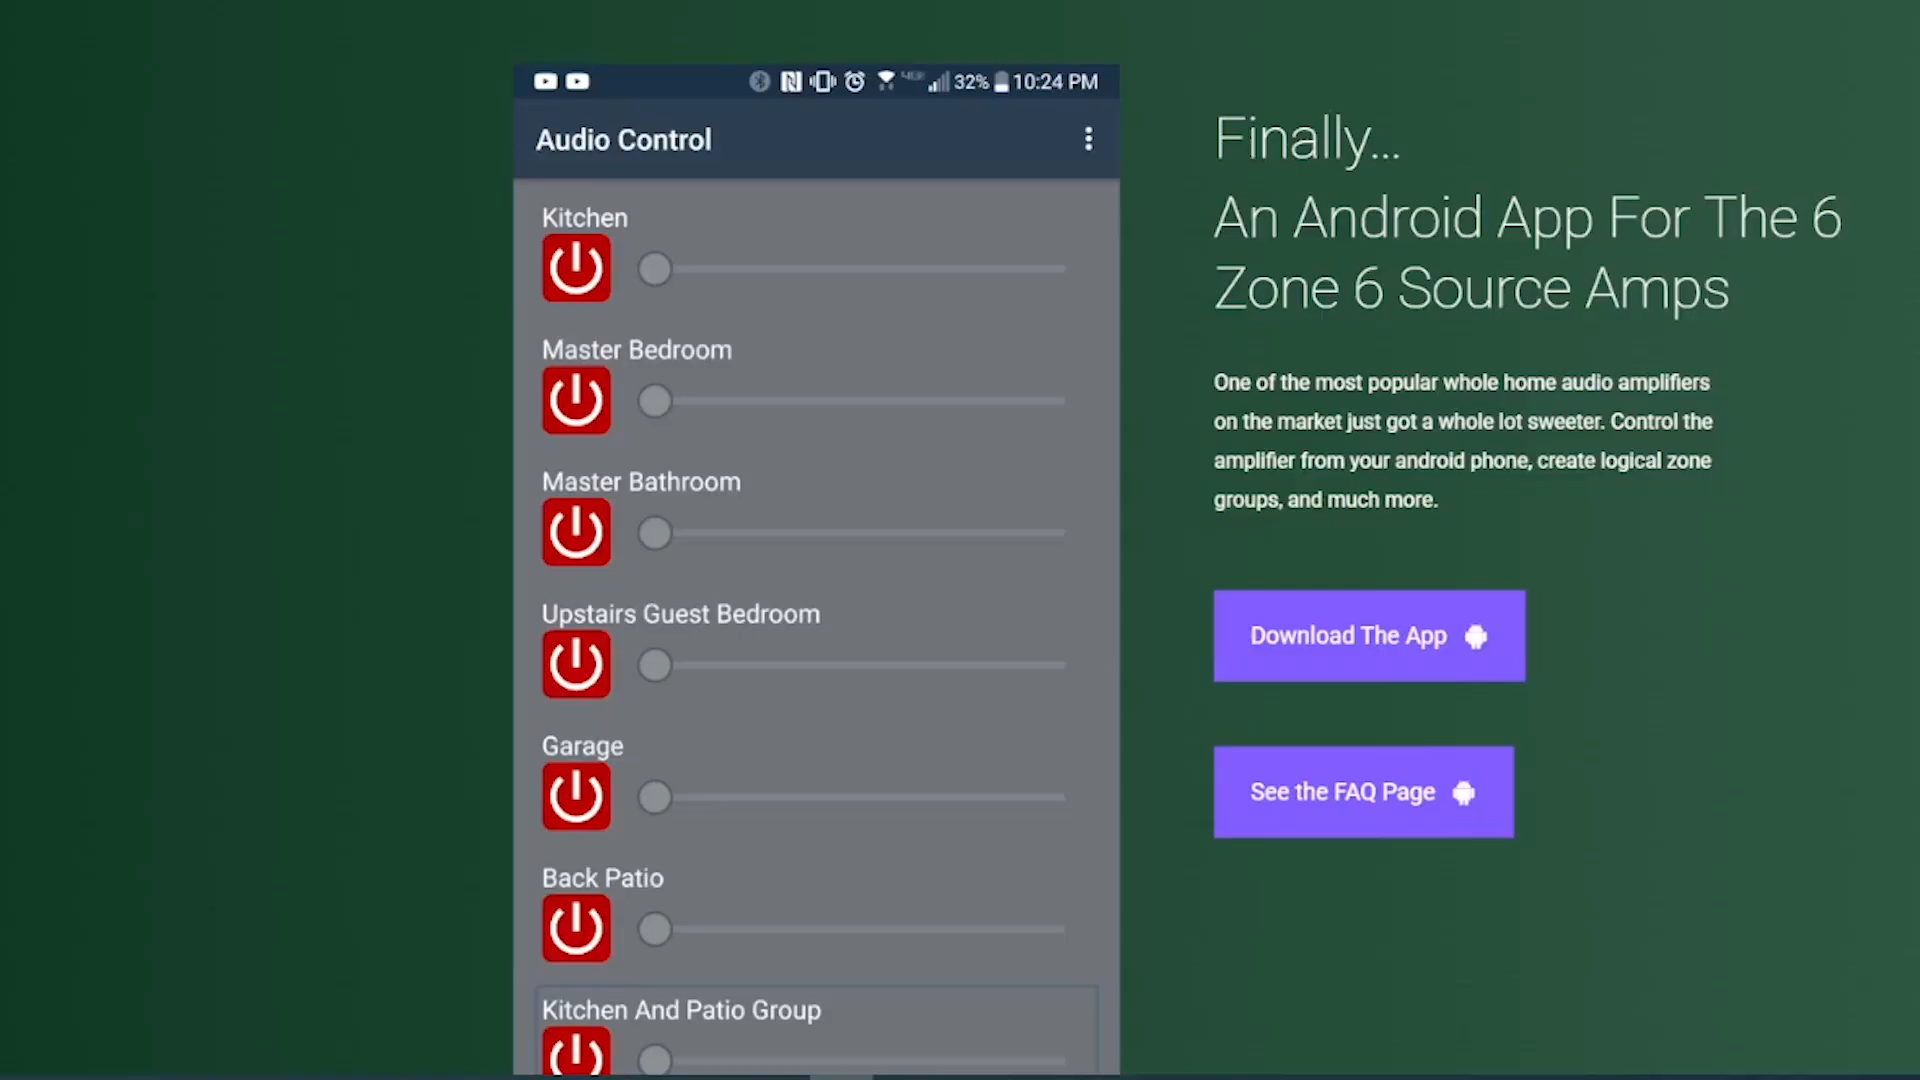 32% 10:24 PM
Audio Control
Kitchen
Master Bedroom
Master Bathroom
Upstairs Guest Bedroom
Garage
Back Patio
Kitchen And Patio Group
Finally...
An Android App For The 6
Zone 6 Source Amps
One of the most popular whole home audio amplifiers
on the market just got a whole lot sweeter. Control the
amplifier from your android phone, create logical zone
groups, and much more.
Download The App
See the FAQ Page